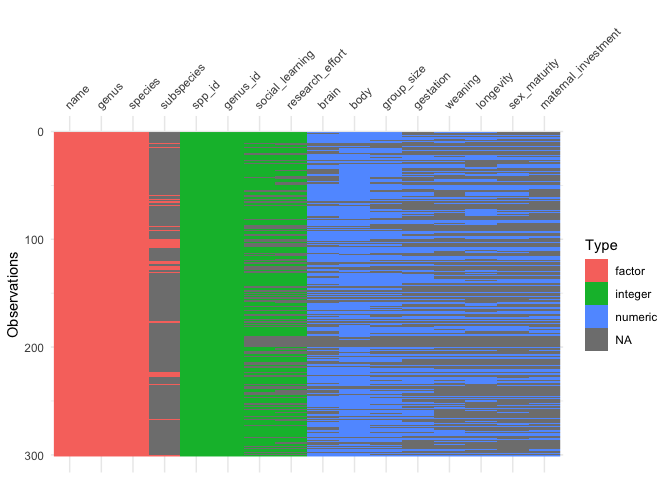 name
genus
species
subspecies
spp_id
genus_id
social_learning
research_effort
brain
body
group_size
gestation
weaning
longevity
sex_maturity
maternal_investment
0
100
200
300
Observations
Type
factor
integer
numeric
NA